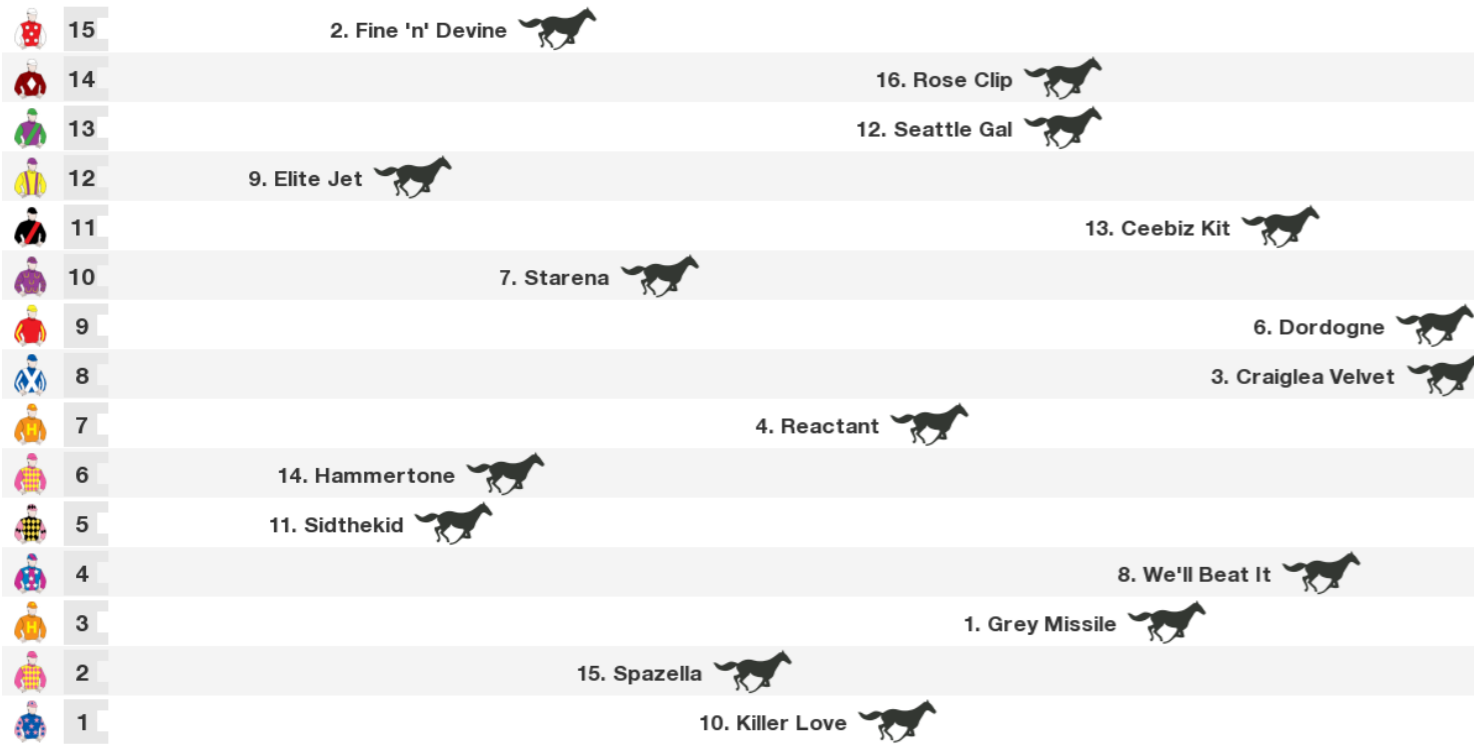 15 2. Fine 'n' Devine
14 16. Rose Clip
13 12. Seattle Gal
12 9. Elite Jet
11 13. Ceebiz Kit
10 7. Starena
9 6. Dordogne
8 3. Craiglea Velvet
7 4. Reactant
H
6 14. Hammertone
5 11. Sidthekid
4 8. We'll Beat It
3 1. Grey Missile
H
2 15. Spazella
1 10. Killer Love